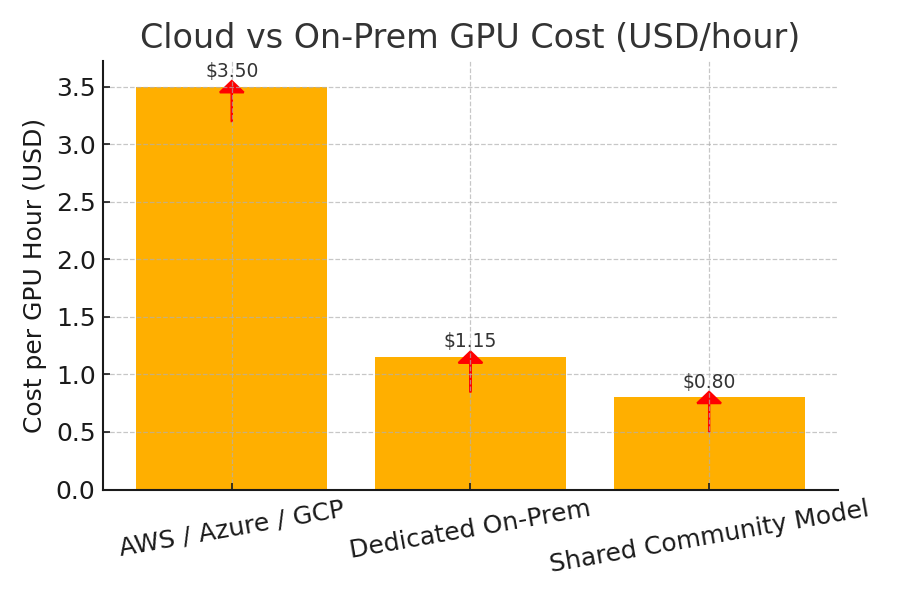 Cloud vs On-Prem GPU Cost (USD/hour)
Cost per GPU Hour (USD)
3.5
3.0
2.5
2.0
1.5
1.0
0.5
0.0
$3.50
$1.15
$0.80
AWS / Azure / GCP
Dedicated On-Prem
Shared Community Model